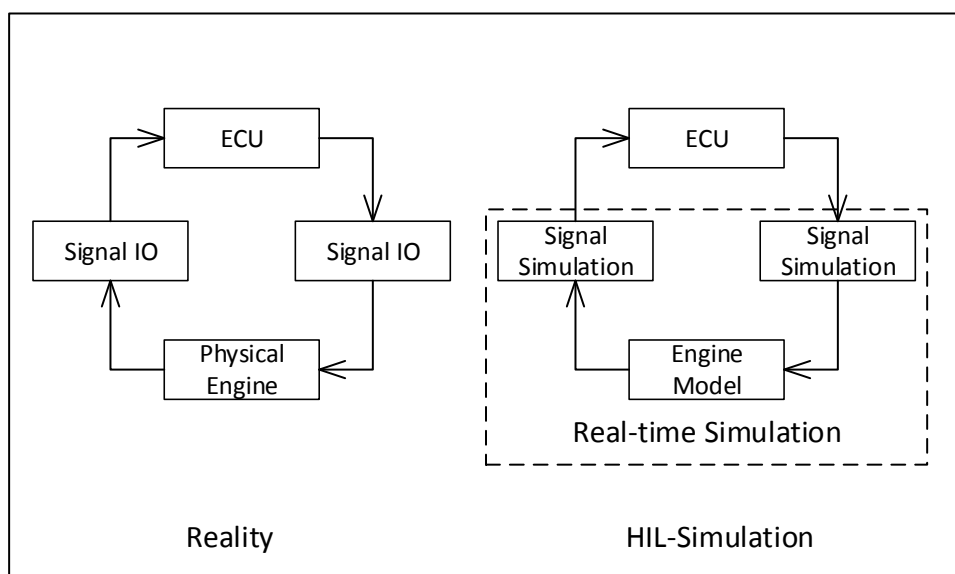 ECU
Signal IO
Signal IO
Physical
Engine
Reality
ECU
Signal
Simulation
Signal
Simulation
Engine
Model
Real-time Simulation
HIL-Simulation